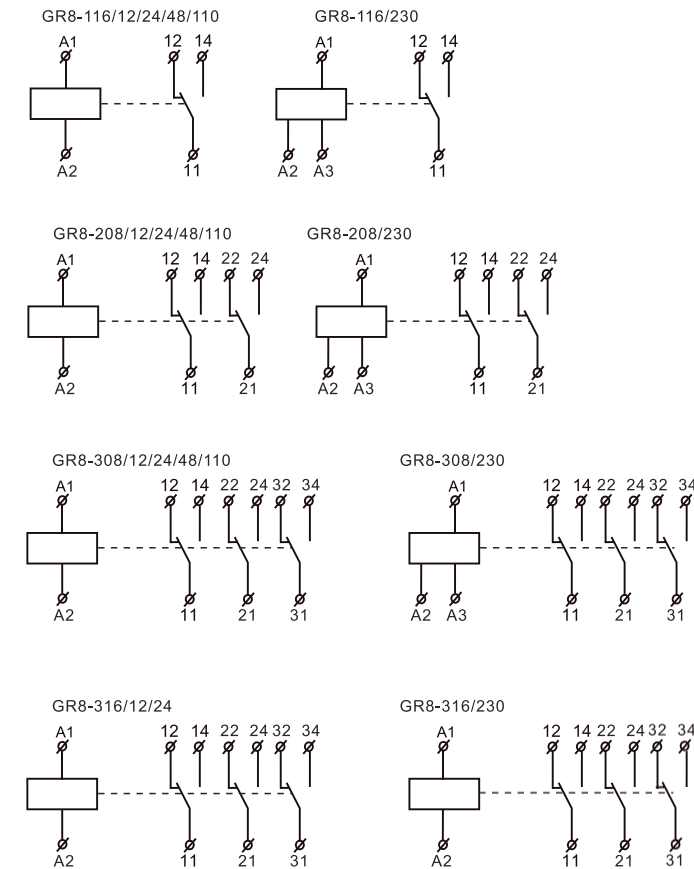 GR8-116/12/24/48/110 GR8-116/230
A1 12 14 A1 12 14
A2 11 A2 A3 11
GR8-208/12/24/48/110 GR8-208/230
A1 12 14 22 24 A1 12 14 22 24
A2 11 21 A2 A3 11 21
GR8-308/12/24/48/110 GR8-308/230
A1 12 14 22 24 32 34 A1 12 14 22 24 32 34
A2 11 21 31 A2 A3 11 21 31
GR8-316/12/24 GR8-316/230
A1 12 14 22 24 32 34 A1 12 14 22 24 32 34
A2 11 21 31 A2 11 21 31